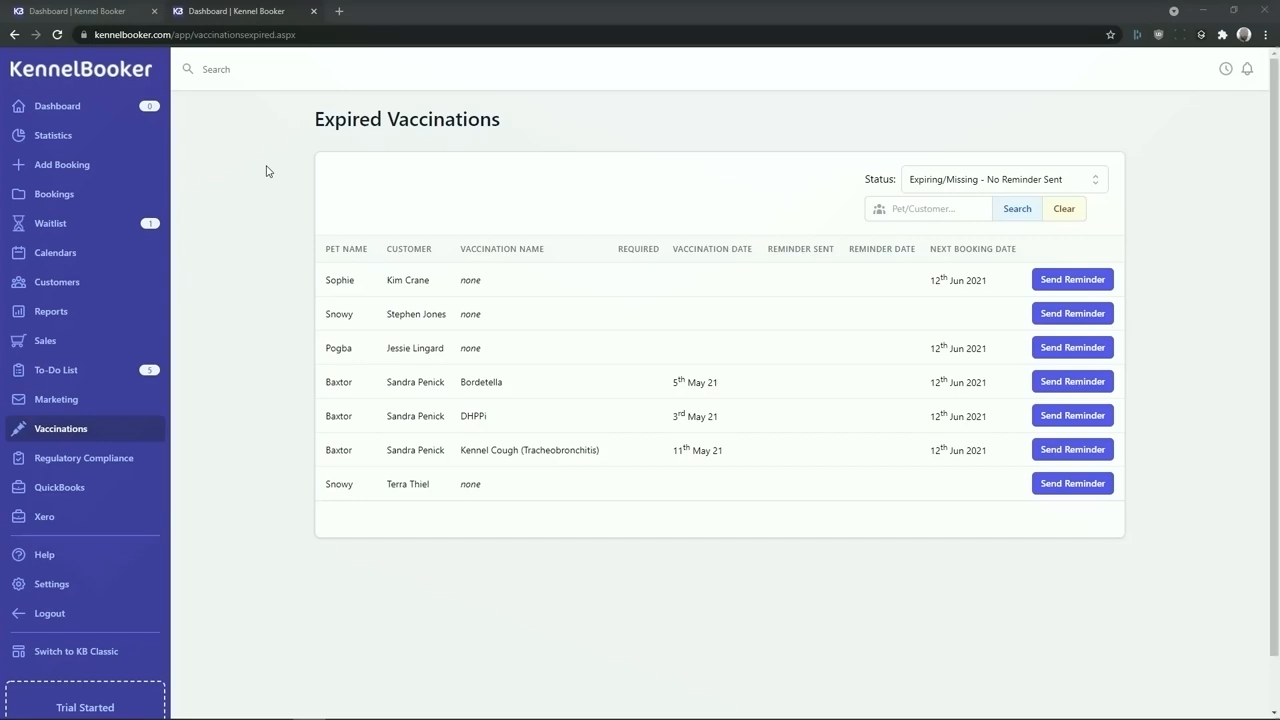 Dashboard | Kennel Booker
Dashboard | Kennel Booker
kennelbooker.com/app/vaccinationsexpired.aspx
KennelBooker
Search
Dashboard 0
Statistics
Add Booking
Bookings
Waitlist 1
Calendars
Customers
Reports
Sales
To-Do List 5
Marketing
Vaccinations
Regulatory Compliance
QuickBooks
Xero
Help
Settings
Logout
Switch to KB Classic
Trial Started
Expired Vaccinations
Status: Expiring/Missing - No Reminder Sent
Pet/Customer... Search Clear
PET NAME CUSTOMER VACCINATION NAME REQUIRED VACCINATION DATE REMINDER SENT REMINDER DATE NEXT BOOKING DATE
Sophie Kim Crane none 12th Jun 2021 Send Reminder
Snowy Stephen Jones none Send Reminder
Pogba Jessie Lingard none 12th Jun 2021 Send Reminder
Baxtor Sandra Penick Bordetella 5th May 21 12th Jun 2021 Send Reminder
Baxtor Sandra Penick DHPPi 3rd May 21 12th Jun 2021 Send Reminder
Baxtor Sandra Penick Kennel Cough (Tracheobronchitis) 11th May 21 12th Jun 2021 Send Reminder
Snowy Terra Thiel none Send Reminder